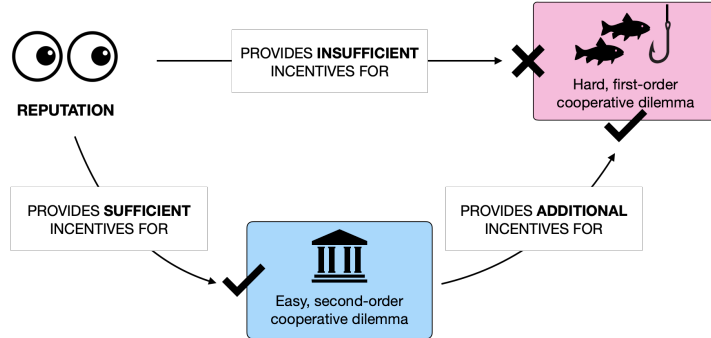 PROVIDES INSUFFICIENT
INCENTIVES FOR
Hard, first-order
cooperative dilemma
REPUTATION
PROVIDES SUFFICIENT
INCENTIVES FOR
PROVIDES ADDITIONAL
INCENTIVES FOR
Easy, second-order
cooperative dilemma